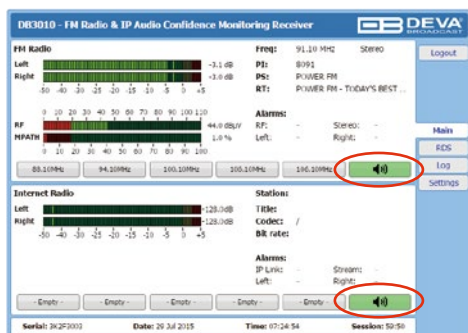 DB3010 - FM Radio & IP Audio Confidence Monitoring Receiver
DEVA BROADCAST
Logout
Main
RDS
Log
Settings
FM Radio
Left -3.1 dB
Right -3.0 dB
-50 -40 -30 -25 -20 -15 -10 -5 0 +5
0 10 20 30 40 50 60 70 80 90 100 110
RF 44.0 dBµV
MPATH 1.0 %
0 10 20 30 40 50 60 70 80 90 100
Freq: 91.10 MHz Stereo
PI: 8091
PS: POWER FM
RT: POWER FM - TODAY'S BEST ...
Alarms:
RF: - Stereo: -
Left: - Right: -
88.10MHz 94.10MHz 100.10MHz 106.10MHz
Internet Radio
Left -128.0dB
Right -128.0dB
-50 -40 -30 -25 -20 -15 -10 -5 0 +5
Station:
Title:
Codec: /
Bit rate:
Alarms:
IP Link: - Stream: -
Left: - Right: -
- Empty - - Empty - - Empty - - Empty - - Empty -
Date: 29 Jul 2015 Time: 07:24:54 Session: 59:50